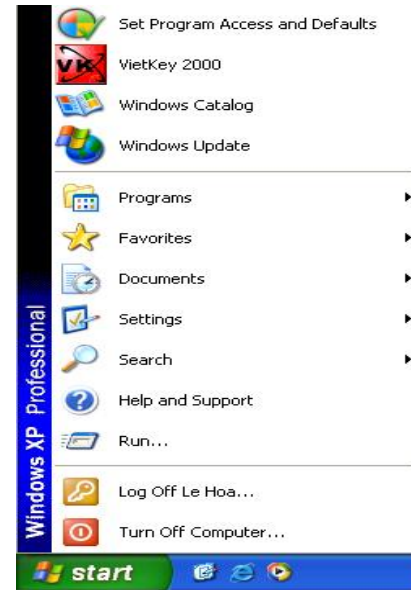 Set Program Access and Defaults
VK
VietKey 2000
Windows Catalog
Windows Update
Programs
Favorites
Documents
Settings
Search
Help and Support
Run...
Log Off Le Hoa...
Turn Off Computer...
Windows XP Professional
start